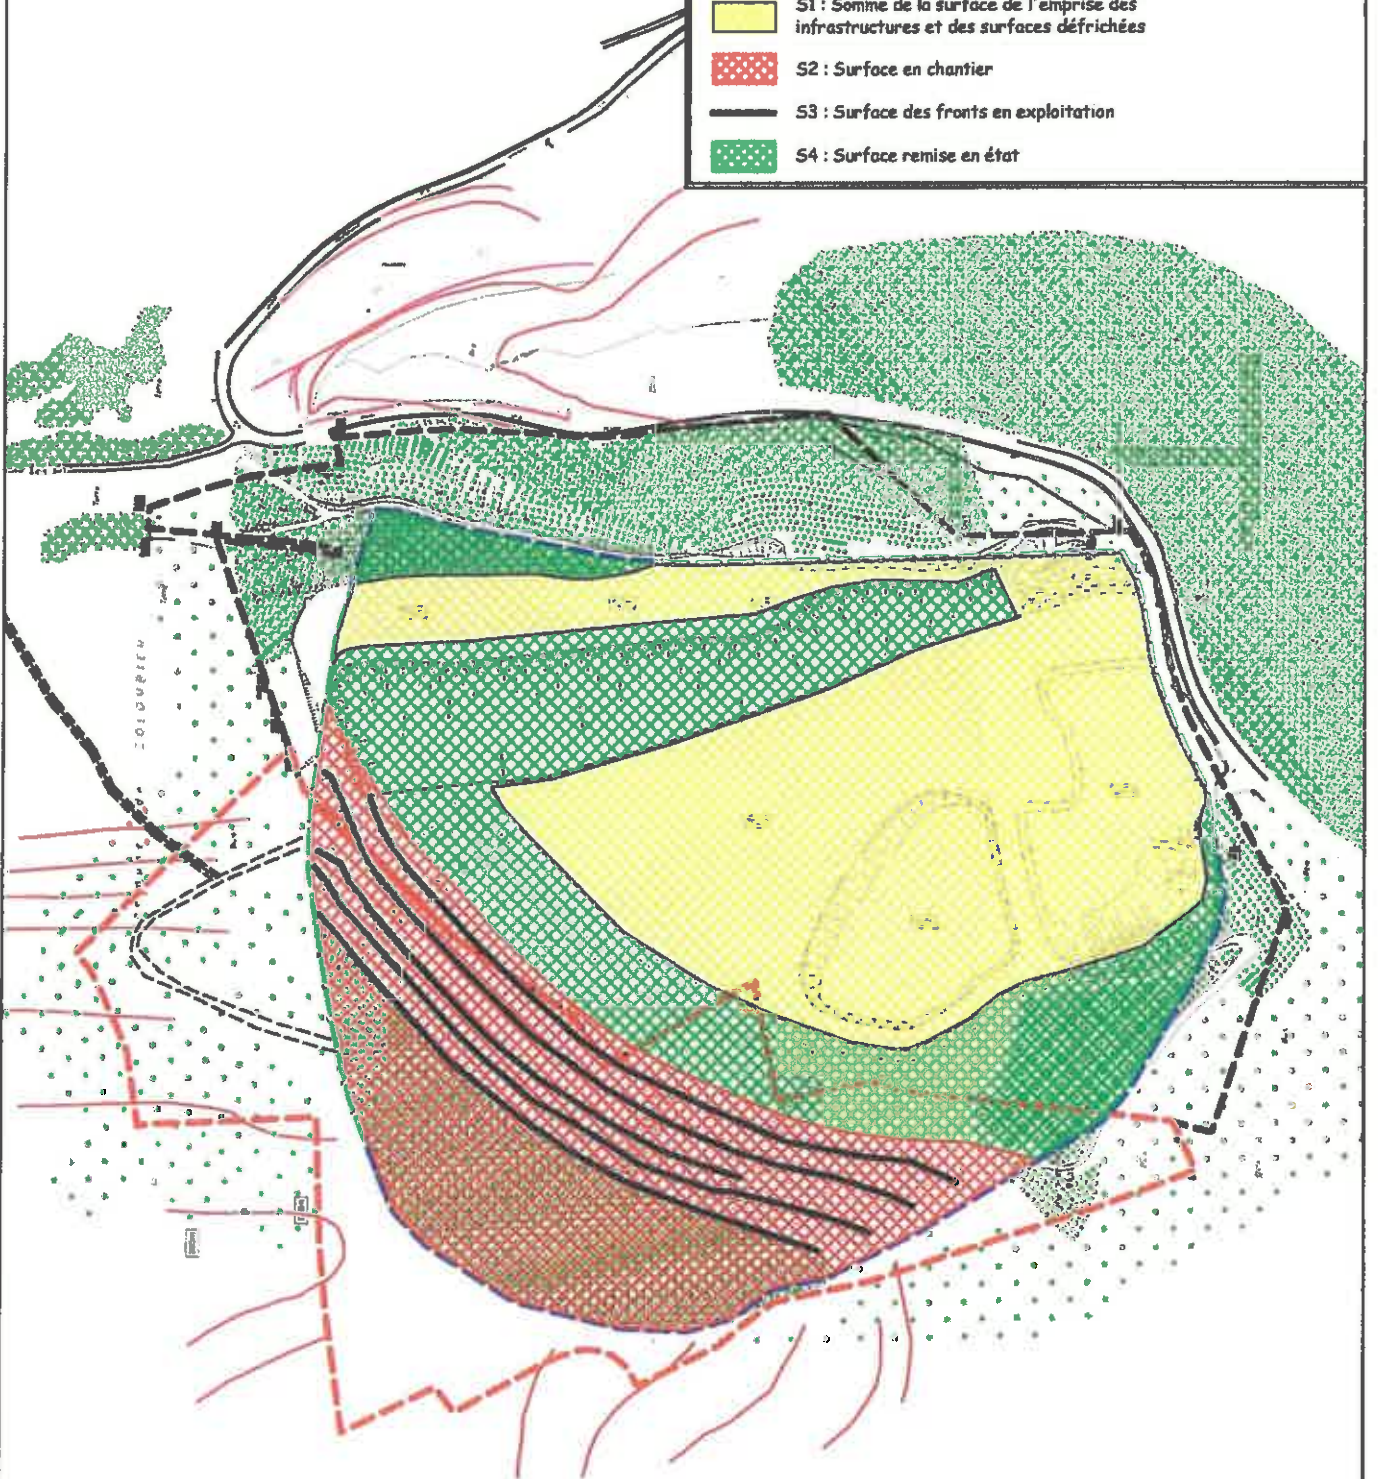 S1 : Somme de la surface de l'emprise des
infrastructures et des surfaces défrichées
S2 : Surface en chantier
S3 : Surface des fronts en exploitation
S4 : Surface remise en état